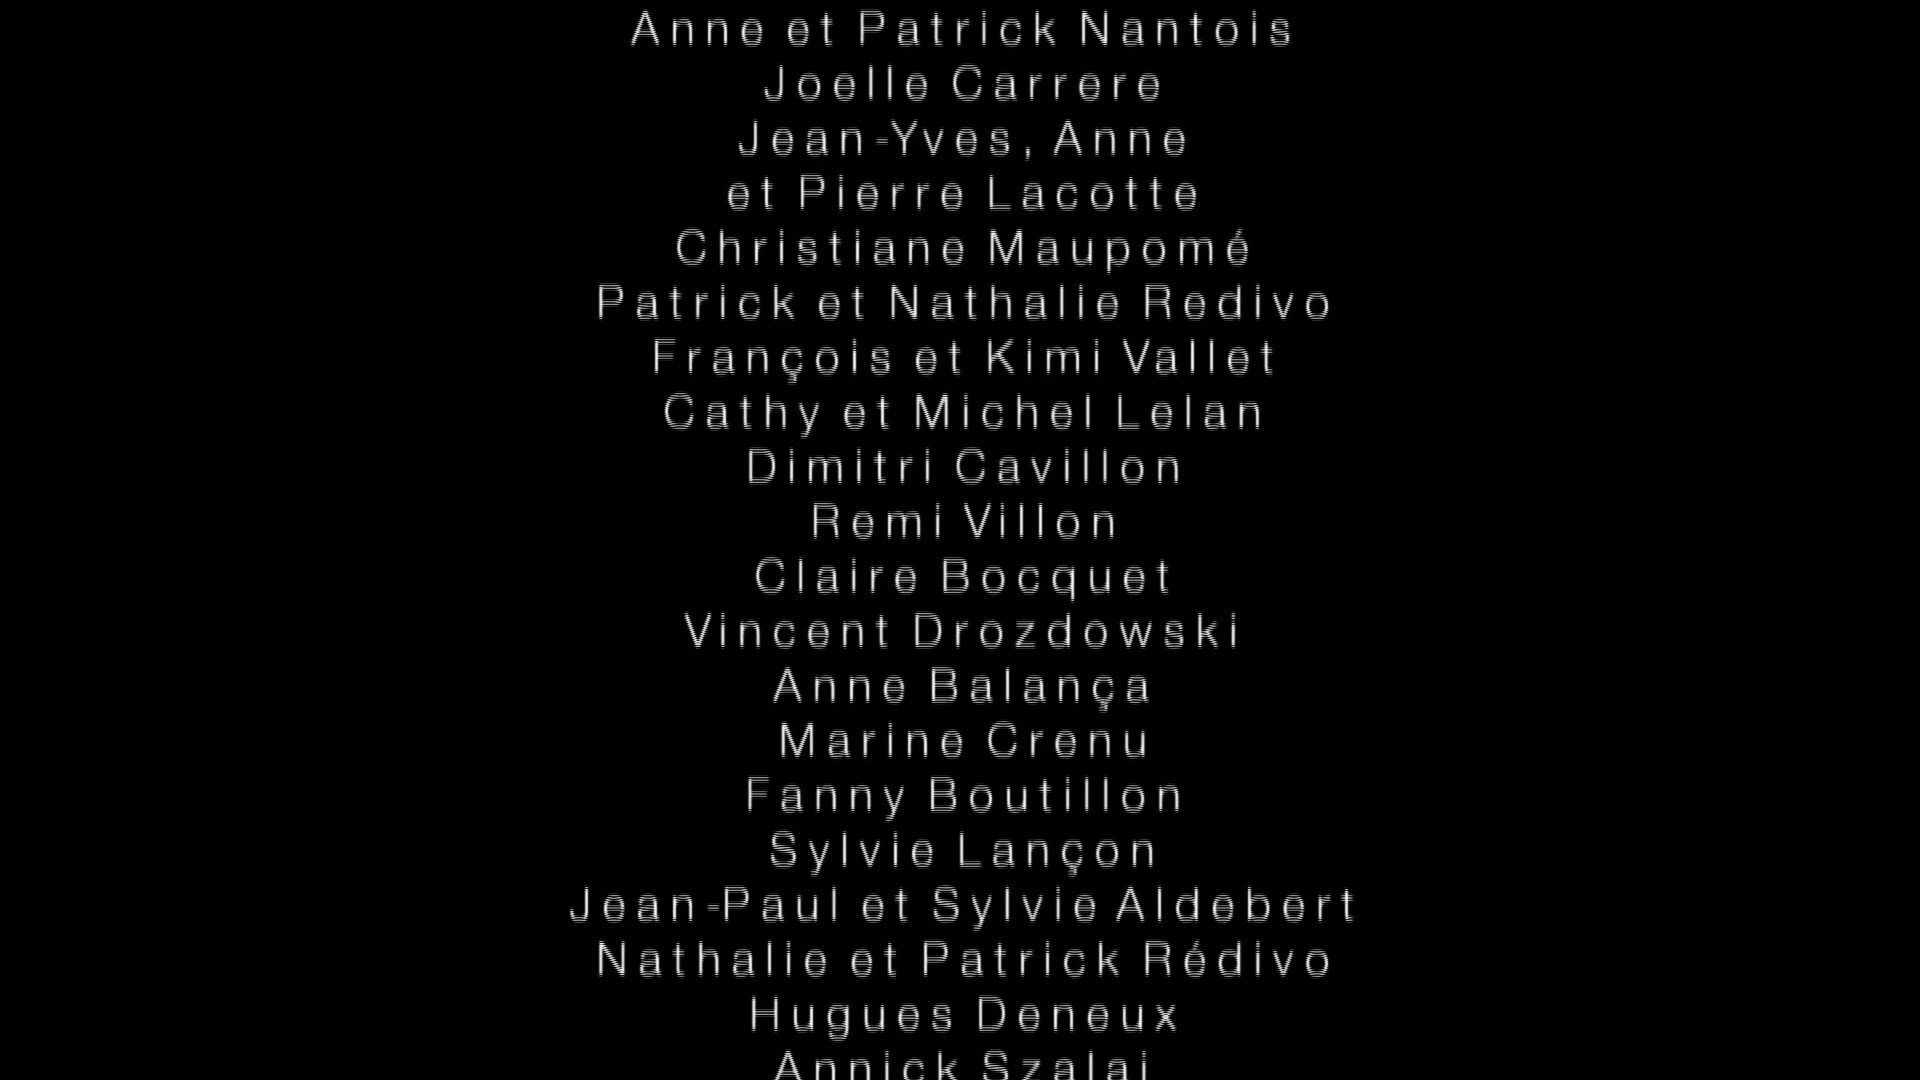 Anne et Patrick Nantois
Joelle Carrere
Jean-Yves, Anne
et Pierre Lacotte
Christiane Maupomé
Patrick et Nathalie Redivo
François et Kimi Vallet
Cathy et Michel Lelan
Dimitri Cavillon
Remi Villon
Claire Bocquet
Vincent Drozdowski
Anne Balança
Marine Crenu
Fanny Boutillon
Sylvie Lançon
Jean-Paul et Sylvie Aldebert
Nathalie et Patrick Rédivo
Hugues Deneux
Annick Szalai